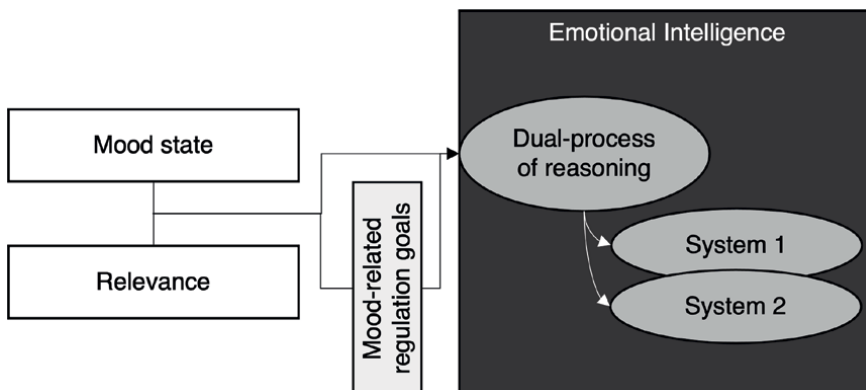 Emotional Intelligence
Mood state
Dual-process
of reasoning
Mood-related
regulation goals
Relevance
System 1
System 2